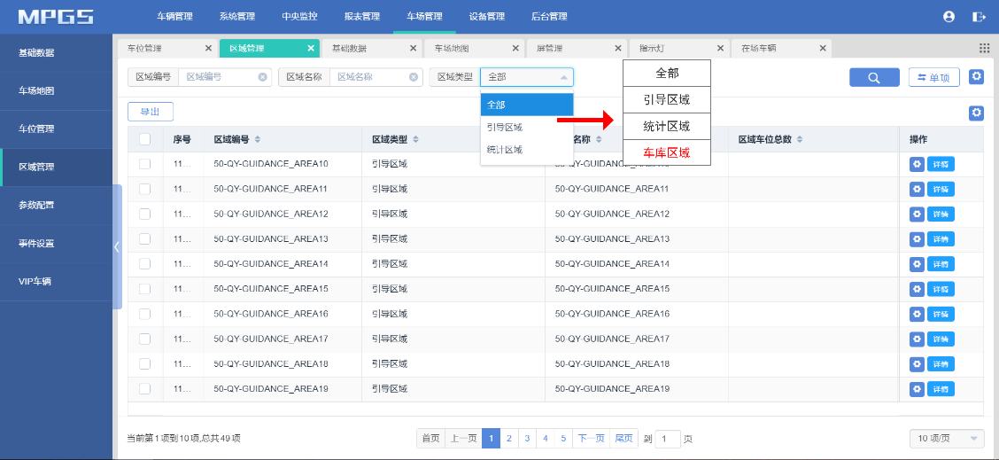 MPGS 车辆管理 系统管理 中央监控 报表管理 车场管理 设备管理 后台管理
基础数据
车场地图
车位管理
区域管理
参数配置
事件设置
VIP车辆
车位管理 × 区域管理 × 基础数据 × 车场地图 × 屏管理 × 指示灯 × 在场车辆 ×
区域编号 区域编号 区域名称 区域名称 区域类型 全部 单项
全部
引导区域
统计区域
全部
引导区域
统计区域
车库区域
导出
序号 区域编号 区域类型 名称 区域车位总数 操作
11... 50-QY-GUIDANCE_AREA10 引导区域 50-QY-GUIDANCE_AREA10 详情
11... 50-QY-GUIDANCE_AREA11 引导区域 50-QY-GUIDANCE_AREA11 详情
11... 50-QY-GUIDANCE_AREA12 引导区域 50-QY-GUIDANCE_AREA12 详情
11... 50-QY-GUIDANCE_AREA13 引导区域 50-QY-GUIDANCE_AREA13 详情
11... 50-QY-GUIDANCE_AREA14 引导区域 50-QY-GUIDANCE_AREA14 详情
11... 50-QY-GUIDANCE_AREA15 引导区域 50-QY-GUIDANCE_AREA15 详情
11... 50-QY-GUIDANCE_AREA16 引导区域 50-QY-GUIDANCE_AREA16 详情
11... 50-QY-GUIDANCE_AREA17 引导区域 50-QY-GUIDANCE_AREA17 详情
11... 50-QY-GUIDANCE_AREA18 引导区域 50-QY-GUIDANCE_AREA18 详情
11... 50-QY-GUIDANCE_AREA19 引导区域 50-QY-GUIDANCE_AREA19 详情
当前第1项到10项,总共49项 首页 上一页 1 2 3 4 5 下一页 尾页 到 1 页 10 项/页